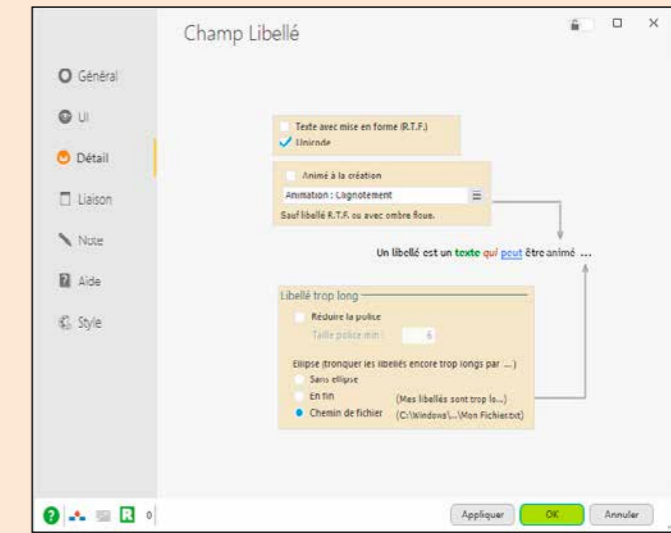 Champ Libellé
Général
UI
Détail
Liaison
Note
Aide
Style
Texte avec mise en forme (R.T.F.)
Unicode
Animé à la création
Animation : Clignotement
Sauf libellé R.T.F. ou avec ombre floue.
Un libellé est un texte qui peut être animé ...
Libellé trop long
Réduire la police
Taille police min :
6
Ellipse (tronquer les libellés encore trop longs par ...)
Sans ellipse
En fin (Mes libellés sont trop lo...)
Chemin de fichier (C:\Windows\...\Mon Fichier.txt)
? R 0
Appliquer OK Annuler